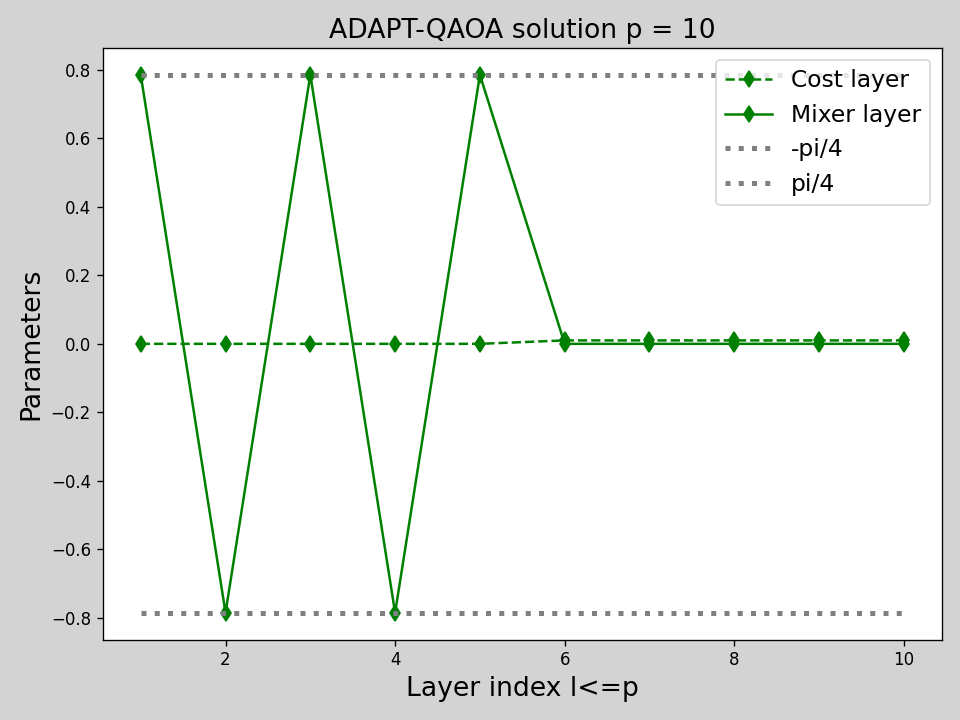 ADAPT-QAOA solution p = 10
Cost layer
Mixer layer
-pi/4
pi/4
Parameters
0.8
0.6
0.4
0.2
0.0
−0.2
−0.4
−0.6
−0.8
2 4 6 8 10
Layer index l<=p